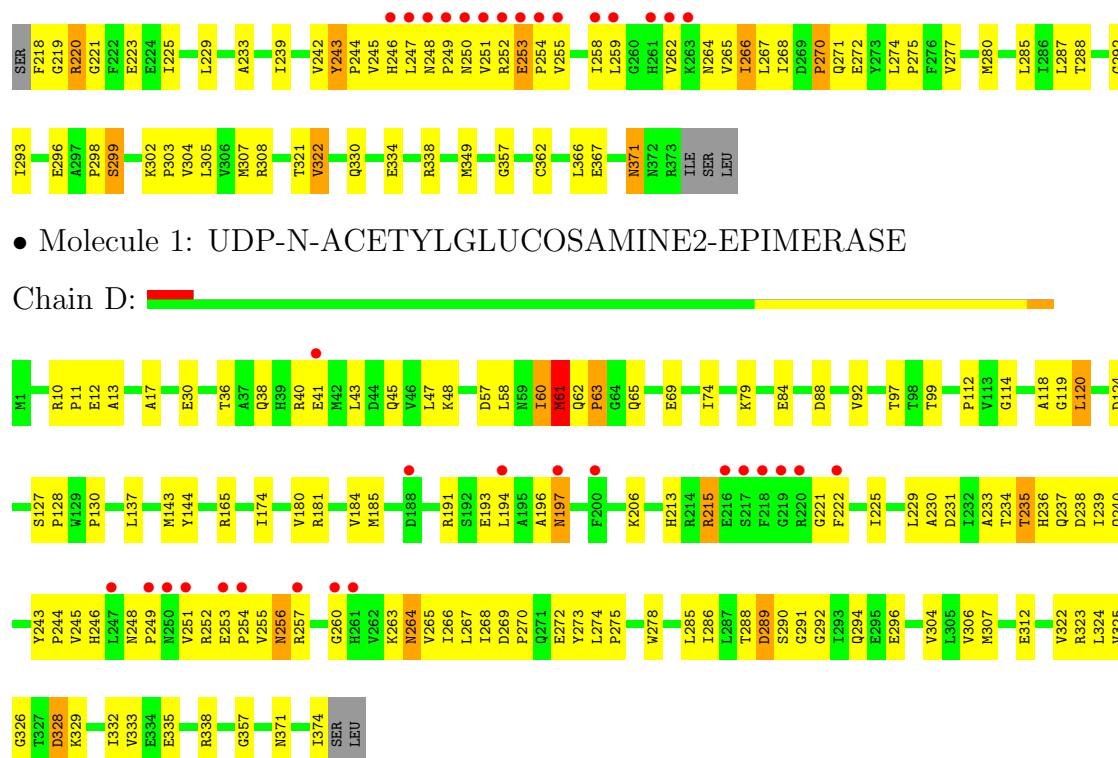 SER F218 G219 R220 G221 F222 E223 E224 I225 L229 A233 I239 V242 Y243 P244 V245 H246 L247 N248 P249 N250 V251 R252 E253 P254 V255 I258 L259 G260 H261 V262 K263 N264 V265 I266 L267 I268 D269 P270 Q271 E272 Y273 L274 P275 F276 V277 M280 L285 I286 L287 T288 G292
I293 E296 A297 P298 S299 K302 P303 V304 L305 V306 M307 R308 T321 V322 Q330 E334 R338 M349 G357 C362 L366 E367 N371 N372 R373 ILE SER LEU
• Molecule 1: UDP-N-ACETYLGLUCOSAMINE2-EPIMERASE
Chain D:
M1 R10 P11 E12 A13 A17 E30 T36 A37 Q38 H39 R40 E41 M42 L43 D44 Q45 V46 L47 K48 D57 L58 N59 I60 M61 Q62 P63 G64 Q65 E69 I74 K79 E84 D88 V92 T97 T98 T99 P112 V113 G114 A118 G119 L120 D124
S127 P128 W129 P130 L137 M143 Y144 R165 I174 V180 R181 V184 M185 D188 R191 S192 E193 L194 A195 A196 N197 F200 K206 H213 R214 R215 E216 S217 F218 G219 R220 G221 F222 I225 L229 A230 D231 I232 A233 T234 T235 H236 Q237 D238 I239
Y243 P244 V245 H246 L247 N248 P249 N250 V251 R252 E253 P254 V255 N256 R257 G260 H261 V262 K263 N264 V265 I266 L267 I268 D269 P270 Q271 E272 Y273 L274 P275 W278 L285 I286 L287 T288 D289 S290 G291 G292 I293 Q294 E295 E296 V304 L305 V306 M307 E312 V322 R323 L324
G326 T327 D328 K329 I332 V333 E334 E335 R338 G357 N371 I374 SER LEU